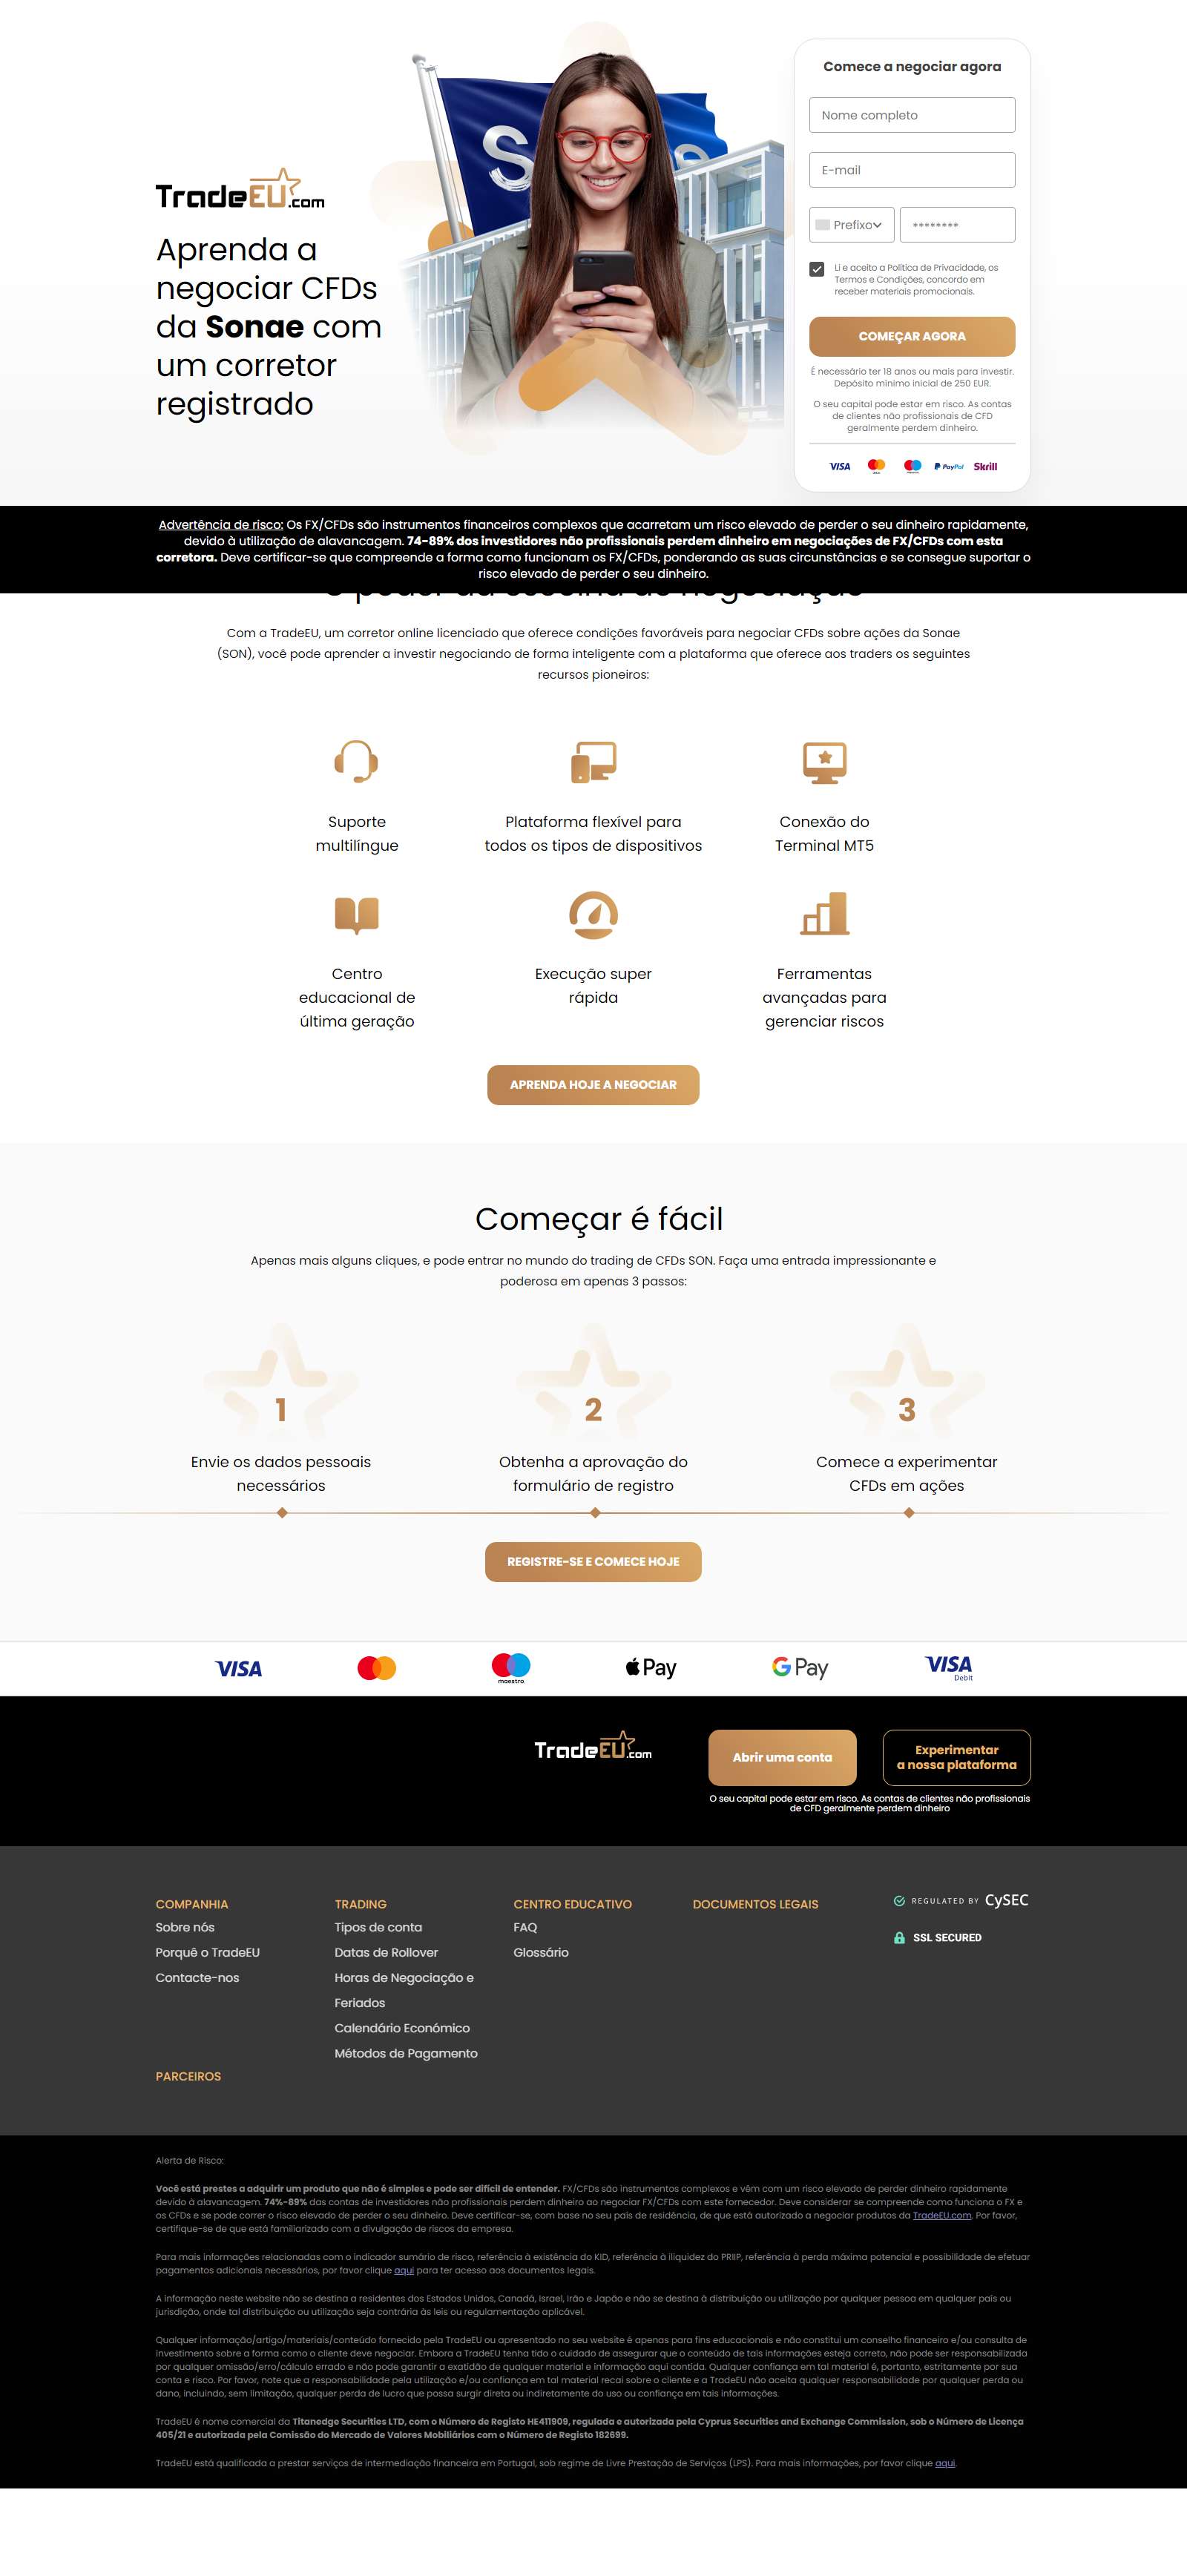 TradeEU.com
Aprenda a
negociar CFDs
da Sonae com
um corretor
registrado
Comece a negociar agora
Nome completo
E-mail
Prefixo
********
Li e aceito a Política de Privacidade, os
Termos e Condições, concordo em
receber materiais promocionais.
COMEÇAR AGORA
É necessário ter 18 anos ou mais para investir.
Depósito mínimo inicial de 250 EUR.
O seu capital pode estar em risco. As contas
de clientes não profissionais de CFD
geralmente perdem dinheiro.
VISA
PayPal
Skrill
Advertência de risco: Os FX/CFDs são instrumentos financeiros complexos que acarretam um risco elevado de perder o seu dinheiro rapidamente,
devido à utilização de alavancagem. 74-89% dos investidores não profissionais perdem dinheiro em negociações de FX/CFDs com esta
corretora. Deve certificar-se que compreende a forma como funcionam os FX/CFDs, ponderando as suas circunstâncias e se consegue suportar o
risco elevado de perder o seu dinheiro.
Com a TradeEU, um corretor online licenciado que oferece condições favoráveis para negociar CFDs sobre ações da Sonae
(SON), você pode aprender a investir negociando de forma inteligente com a plataforma que oferece aos traders os seguintes
recursos pioneiros:
Suporte
multilíngue
Plataforma flexível para
todos os tipos de dispositivos
Conexão do
Terminal MT5
Centro
educacional de
última geração
Execução super
rápida
Ferramentas
avançadas para
gerenciar riscos
APRENDA HOJE A NEGOCIAR
Começar é fácil
Apenas mais alguns cliques, e pode entrar no mundo do trading de CFDs SON. Faça uma entrada impressionante e
poderosa em apenas 3 passos:
1
2
3
Envie os dados pessoais
necessários
Obtenha a aprovação do
formulário de registro
Comece a experimentar
CFDs em ações
REGISTRE-SE E COMECE HOJE
VISA
maestro
Pay
G Pay
VISA
Debit
TradeEU.com
Abrir uma conta
Experimentar
a nossa plataforma
O seu capital pode estar em risco. As contas de clientes não profissionais
de CFD geralmente perdem dinheiro
COMPANHIA
Sobre nós
Porquê o TradeEU
Contacte-nos
TRADING
Tipos de conta
Datas de Rollover
Horas de Negociação e
Feriados
Calendário Económico
Métodos de Pagamento
CENTRO EDUCATIVO
FAQ
Glossário
DOCUMENTOS LEGAIS
REGULATED BY CySEC
SSL SECURED
PARCEIROS
Alerta de Risco:
Você está prestes a adquirir um produto que não é simples e pode ser difícil de entender. FX/CFDs são instrumentos complexos e vêm com um risco elevado de perder dinheiro rapidamente
devido à alavancagem. 74%-89% das contas de investidores não profissionais perdem dinheiro ao negociar FX/CFDs com este fornecedor. Deve considerar se compreende como funciona o FX e
os CFDs e se pode correr o risco elevado de perder o seu dinheiro. Deve certificar-se, com base no seu país de residência, de que está autorizado a negociar produtos da TradeEU.com. Por favor,
certifique-se de que está familiarizado com a divulgação de riscos da empresa.
Para mais informações relacionadas com o indicador sumário de risco, referência à existência do KID, referência à iliquidez do PRIIP, referência à perda máxima potencial e possibilidade de efetuar
pagamentos adicionais necessários, por favor clique aqui para ter acesso aos documentos legais.
A informação neste website não se destina a residentes dos Estados Unidos, Canadá, Israel, Irão e Japão e não se destina à distribuição ou utilização por qualquer pessoa em qualquer país ou
jurisdição, onde tal distribuição ou utilização seja contrária às leis ou regulamentação aplicável.
Qualquer informação/artigo/materiais/conteúdo fornecido pela TradeEU ou apresentado no seu website é apenas para fins educacionais e não constitui um conselho financeiro e/ou consulta de
investimento sobre a forma como o cliente deve negociar. Embora a TradeEU tenha tido o cuidado de assegurar que o conteúdo de tais informações esteja correto, não pode ser responsabilizada
por qualquer omissão/erro/cálculo errado e não pode garantir a exatidão de qualquer material e informação aqui contida. Qualquer confiança em tal material é, portanto, estritamente por sua
conta e risco. Por favor, note que a responsabilidade pela utilização e/ou confiança em tal material recai sobre o cliente e a TradeEU não aceita qualquer responsabilidade por qualquer perda ou
dano, incluindo, sem limitação, qualquer perda de lucro que possa surgir direta ou indiretamente do uso ou confiança em tais informações.
TradeEU é nome comercial da Titanedge Securities LTD, com o Número de Registo HE411909, regulada e autorizada pela Cyprus Securities and Exchange Commission, sob o Número de Licença
405/21 e autorizada pela Comissão do Mercado de Valores Mobiliários com o Número de Registo 182699.
TradeEU está qualificada a prestar serviços de intermediação financeira em Portugal, sob regime de Livre Prestação de Serviços (LPS). Para mais informações, por favor clique aqui.